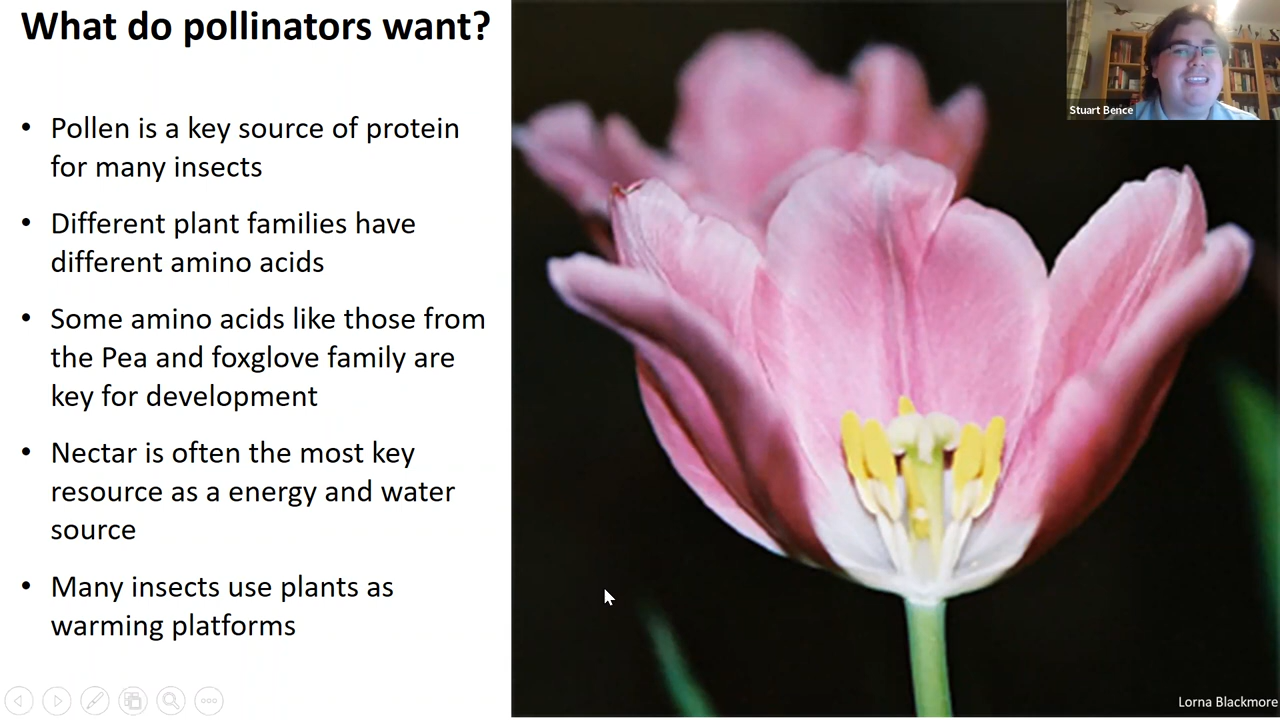 What do pollinators want?
• Pollen is a key source of protein
for many insects
• Different plant families have
different amino acids
• Some amino acids like those from
the Pea and foxglove family are
key for development
• Nectar is often the most key
resource as a energy and water
source
• Many insects use plants as
warming platforms
Stuart Bence
Lorna Blackmore